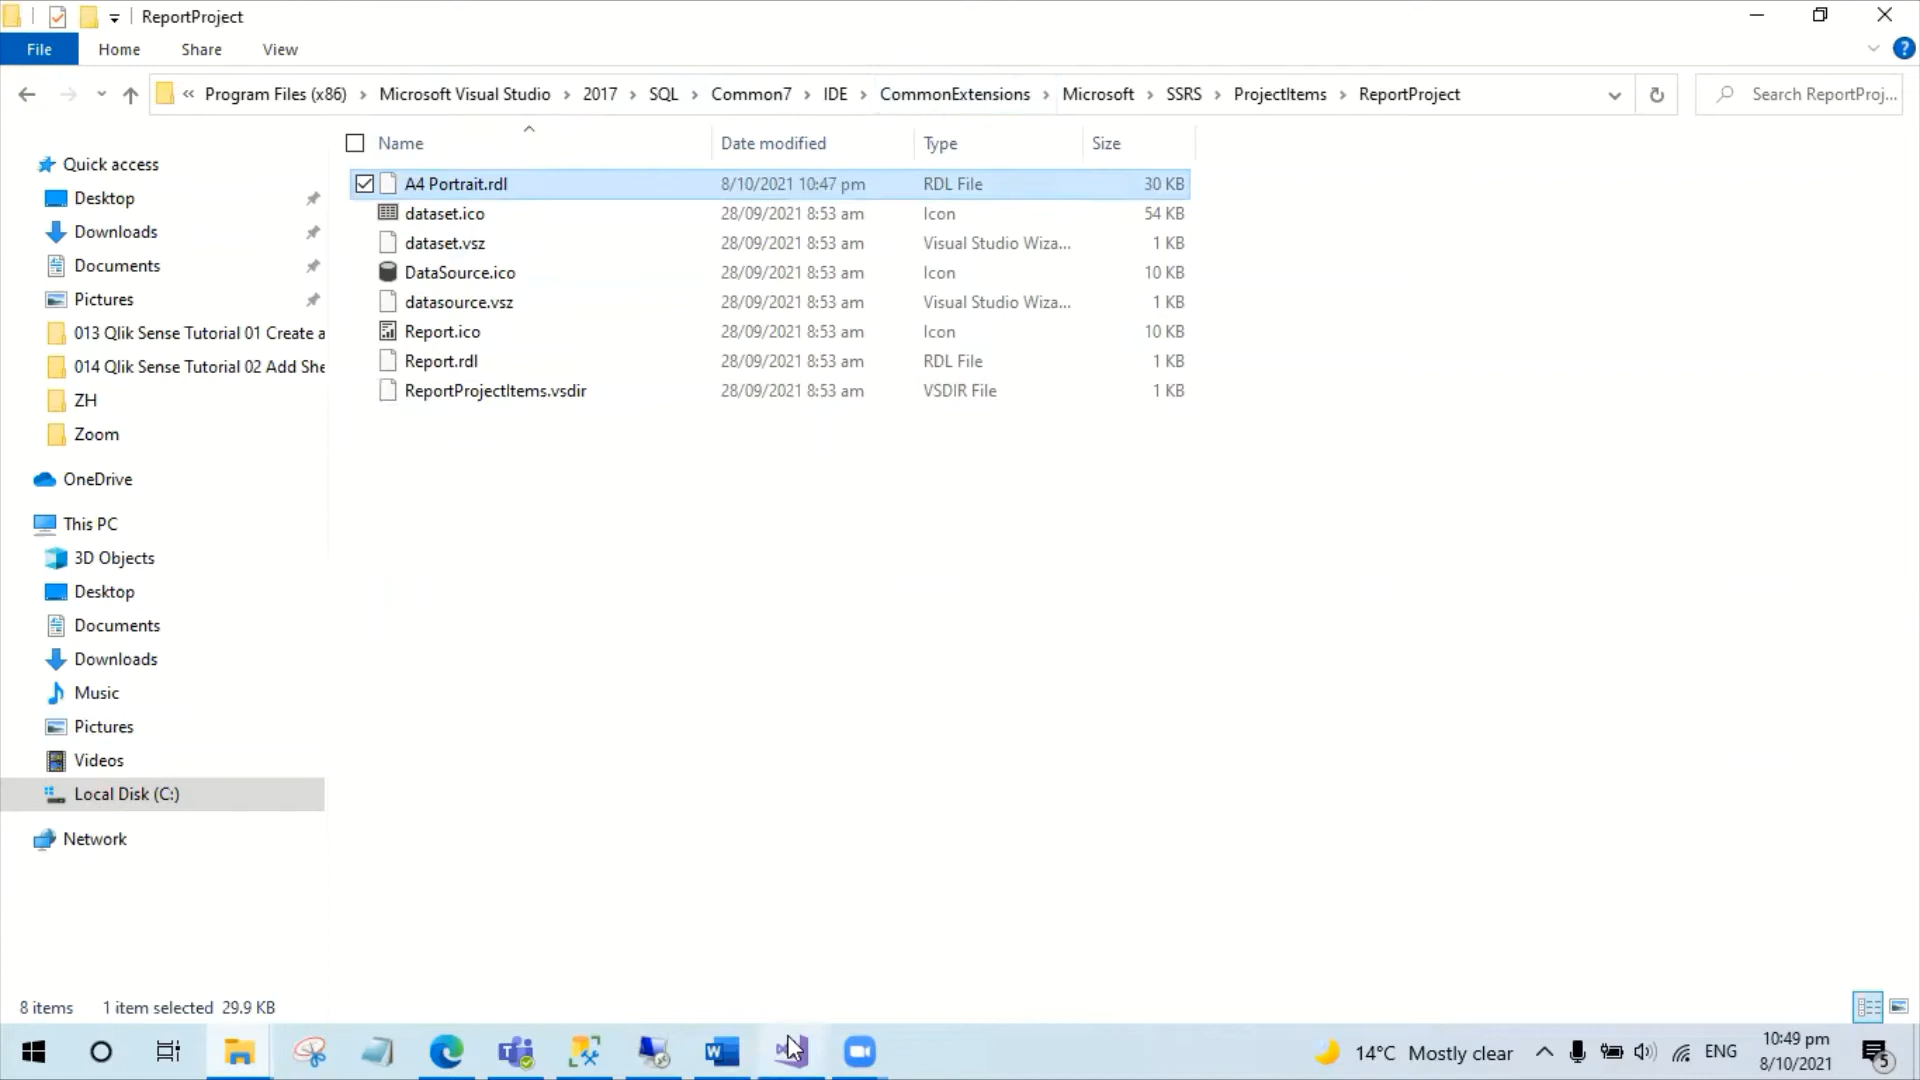 ReportProject
File Home Share View
« Program Files (x86) › Microsoft Visual Studio › 2017 › SQL › Common7 › IDE › CommonExtensions › Microsoft › SSRS › ProjectItems › ReportProject
Search ReportProj...
Name Date modified Type Size
A4 Portrait.rdl 8/10/2021 10:47 pm RDL File 30 KB
dataset.ico 28/09/2021 8:53 am Icon 54 KB
dataset.vsz 28/09/2021 8:53 am Visual Studio Wiza... 1 KB
DataSource.ico 28/09/2021 8:53 am Icon 10 KB
datasource.vsz 28/09/2021 8:53 am Visual Studio Wiza... 1 KB
Report.ico 28/09/2021 8:53 am Icon 10 KB
Report.rdl 28/09/2021 8:53 am RDL File 1 KB
ReportProjectItems.vsdir 28/09/2021 8:53 am VSDIR File 1 KB
Quick access
Desktop
Downloads
Documents
Pictures
013 Qlik Sense Tutorial 01 Create a
014 Qlik Sense Tutorial 02 Add She
ZH
Zoom
OneDrive
This PC
3D Objects
Desktop
Documents
Downloads
Music
Pictures
Videos
Local Disk (C:)
Network
8 items 1 item selected 29.9 KB
14°C Mostly clear
ENG
10:49 pm
8/10/2021
5